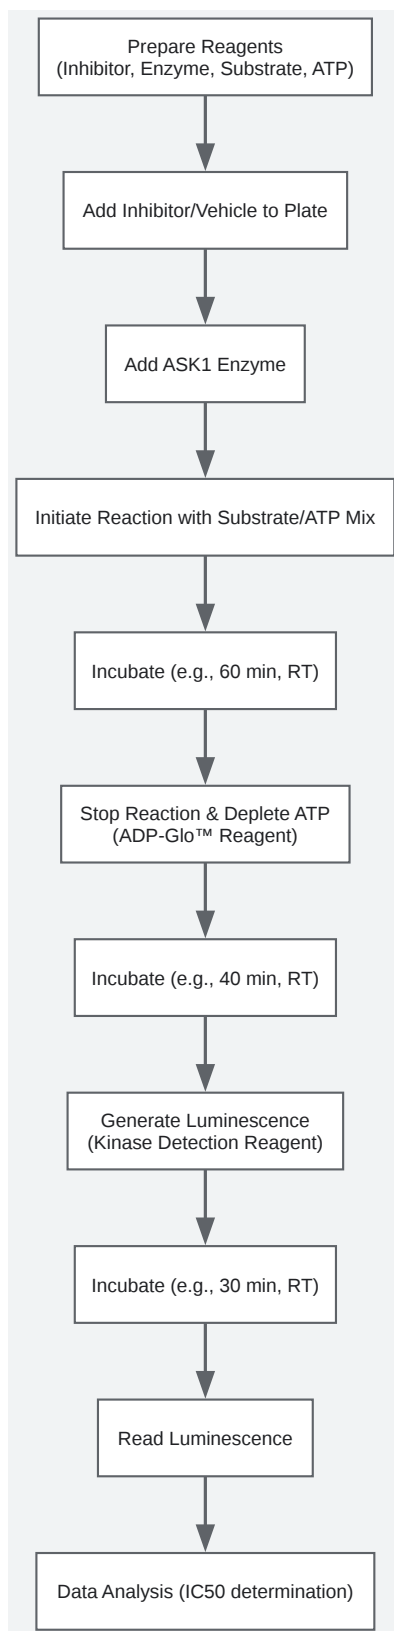 Prepare Reagents
(Inhibitor, Enzyme, Substrate, ATP)
Add Inhibitor/Vehicle to Plate
Add ASK1 Enzyme
Initiate Reaction with Substrate/ATP Mix
Incubate (e.g., 60 min, RT)
Stop Reaction & Deplete ATP
(ADP-Glo™ Reagent)
Incubate (e.g., 40 min, RT)
Generate Luminescence
(Kinase Detection Reagent)
Incubate (e.g., 30 min, RT)
Read Luminescence
Data Analysis (IC50 determination)